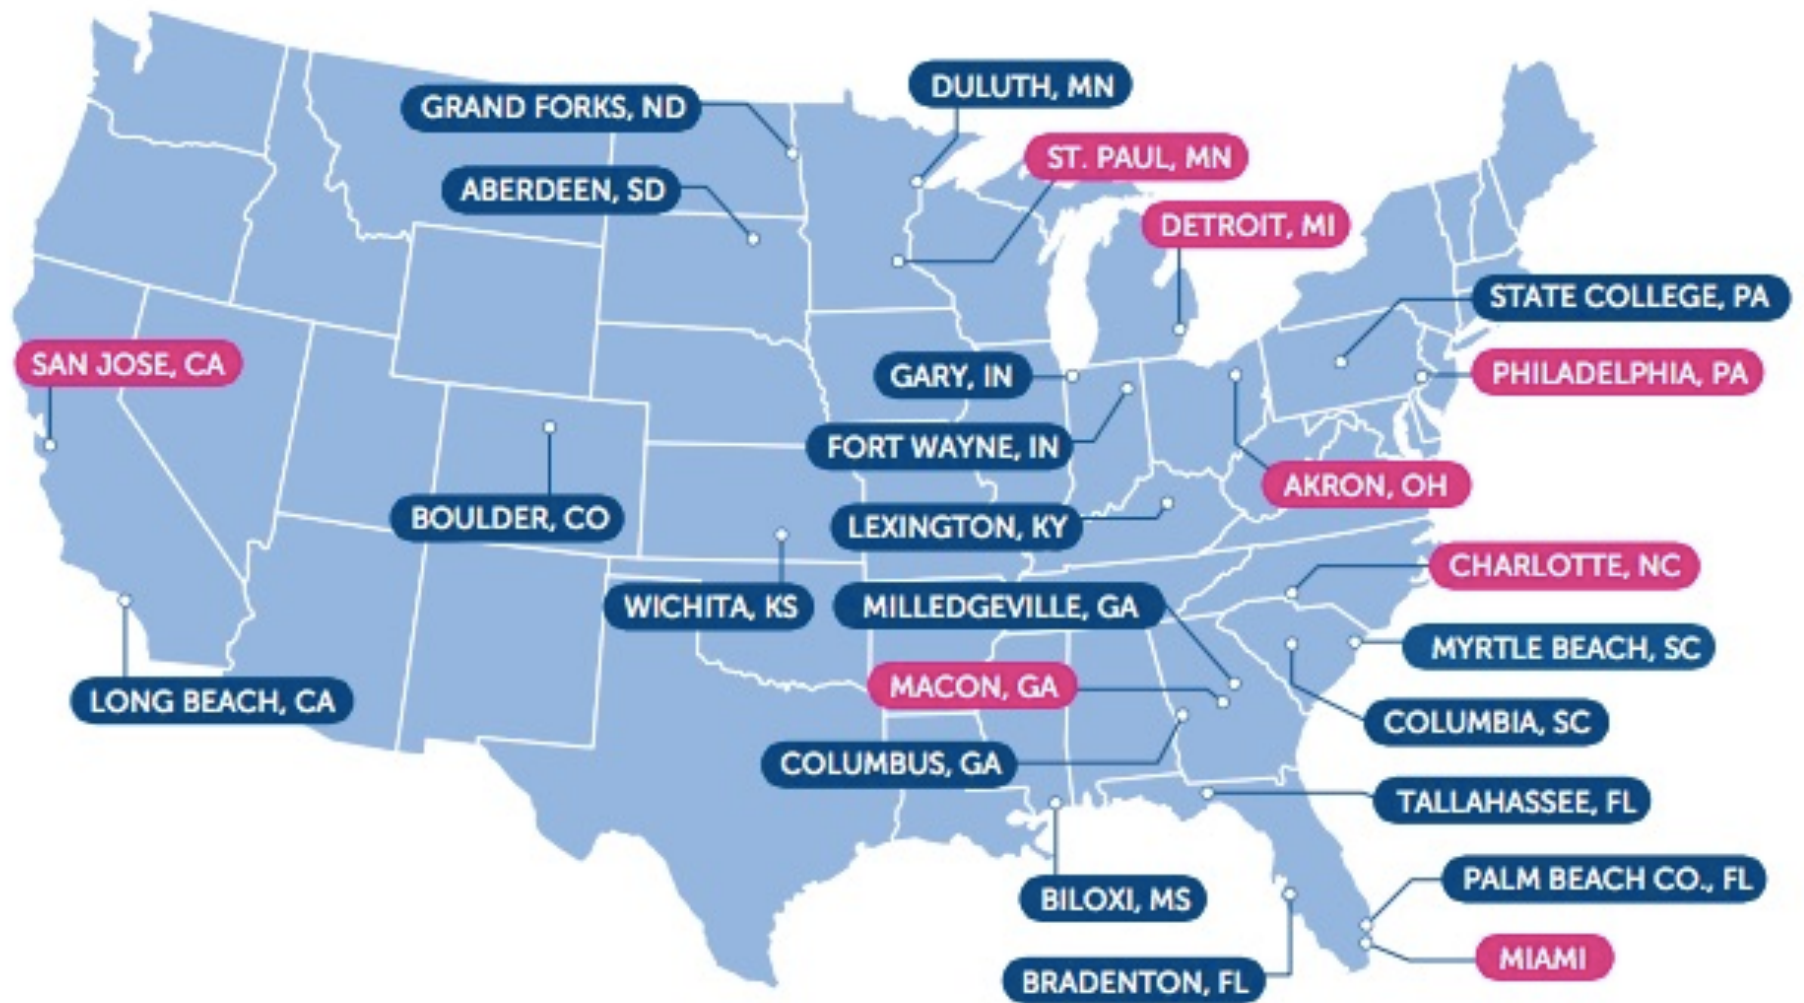 DULUTH, MN
GRAND FORKS, ND
ST. PAUL, MN
ABERDEEN, SD
DETROIT, MI
STATE COLLEGE, PA
SAN JOSE, CA
GARY, IN
PHILADELPHIA, PA
FORT WAYNE, IN
AKRON, OH
BOULDER, CO
LEXINGTON, KY
CHARLOTTE, NC
WICHITA, KS
MILLEDGEVILLE, GA
MYRTLE BEACH, SC
MACON, GA
LONG BEACH, CA
COLUMBIA, SC
COLUMBUS, GA
TALLAHASSEE, FL
PALM BEACH CO., FL
BILOXI, MS
MIAMI
BRADENTON, FL